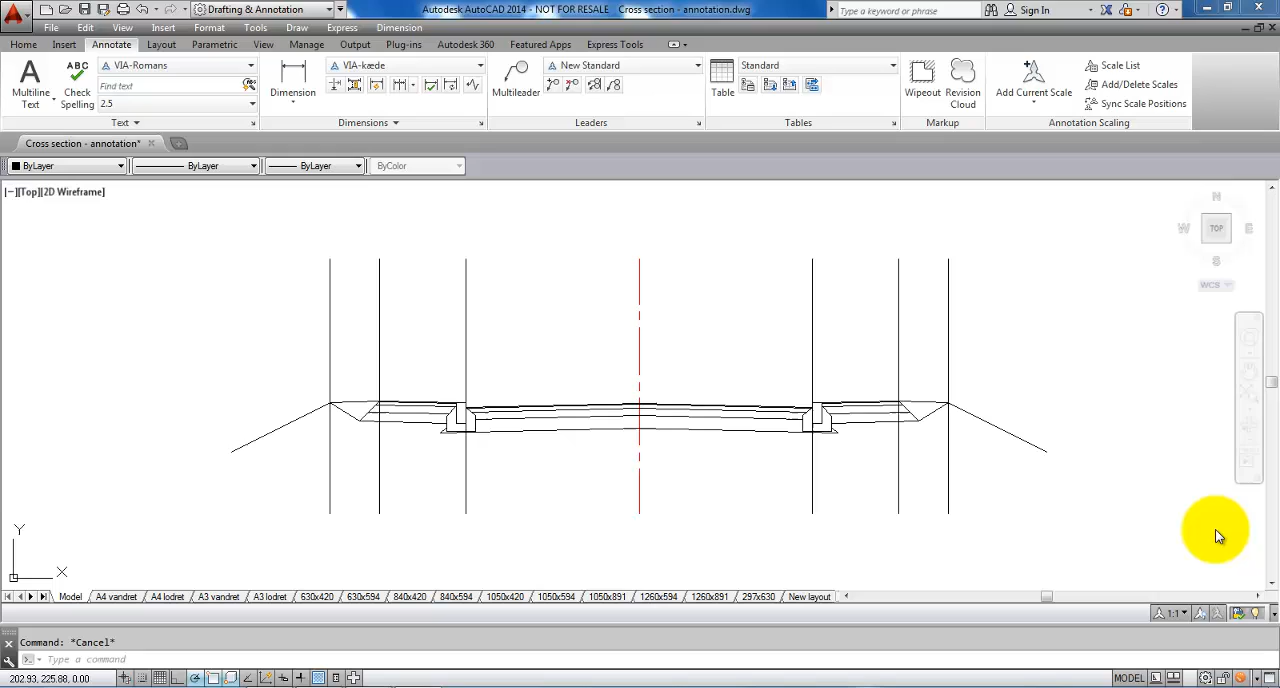 Drafting & Annotation
Autodesk AutoCAD 2014 - NOT FOR RESALE Cross section - annotation.dwg
Type a keyword or phrase
Sign In
File Edit View Insert Format Tools Draw Express Dimension
Home Insert Annotate Layout Parametric View Manage Output Plug-ins Autodesk 360 Featured Apps Express Tools
A ABC VIA-Romans VIA-kæde New Standard Standard Scale List
Multiline Text
Check Spelling
Find text
2.5
Dimension
Multileader
Table
Wipeout
Revision Cloud
Add Current Scale
Add/Delete Scales
Sync Scale Positions
Text Dimensions Leaders Tables Markup Annotation Scaling
Cross section - annotation*
ByLayer ByLayer ByLayer ByColor
[−][Top][2D Wireframe]
N
W TOP E
S
WCS
Y
X
Model A4 vandret A4 lodret A3 vandret A3 lodret 630x420 630x594 840x420 840x594 1050x420 1050x594 1050x891 1260x594 1260x891 297x630 New layout
1:1
Command: *Cancel*
Type a command
202.93, 225.88, 0.00
MODEL